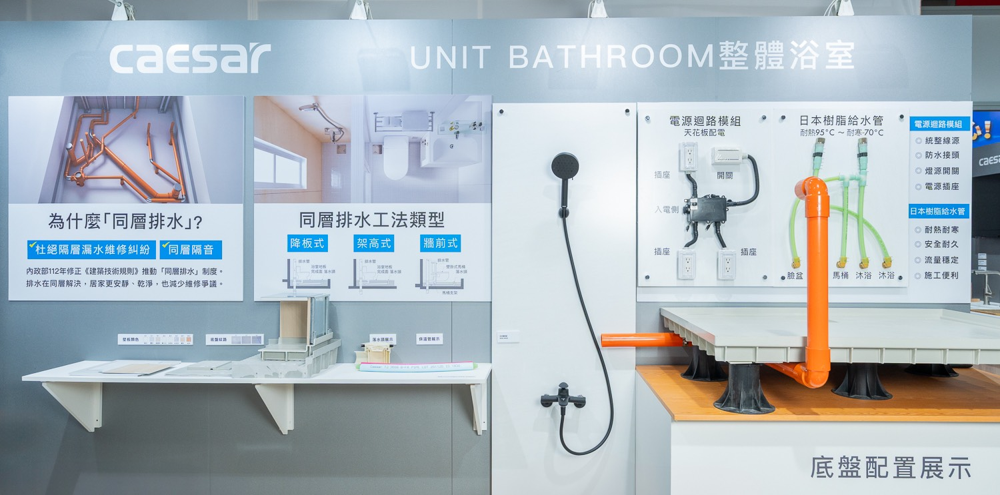 caesar
UNIT BATHROOM整體浴室
為什麼「同層排水」?
杜絕隔層漏水維修糾紛
同層隔音
內政部112年修正《建築技術規則》推動「同層排水」制度。
排水在同層解決，居家更安靜、乾淨，也減少維修爭議。
同層排水工法類型
降板式
架高式
牆前式
排水管
浴室地板
完成面 落水頭
排水管
浴室地板
完成面 落水頭
排水管
壁掛式馬桶
落水頭
馬桶支架
壁板顏色
底盤紋路
落水頭展示
保溫管展示
電源迴路模組
天花板配電
插座
開關
入電側
插座
插座
日本樹脂給水管
耐熱95°C ~ 耐寒-70°C
臉盆
馬桶
沐浴
沐浴
電源迴路模組
◎ 統整線源
◎ 防水接頭
◎ 燈源開關
◎ 電源插座
日本樹脂給水管
◎ 耐熱耐寒
◎ 安全耐久
◎ 流量穩定
◎ 施工便利
底盤配置展示